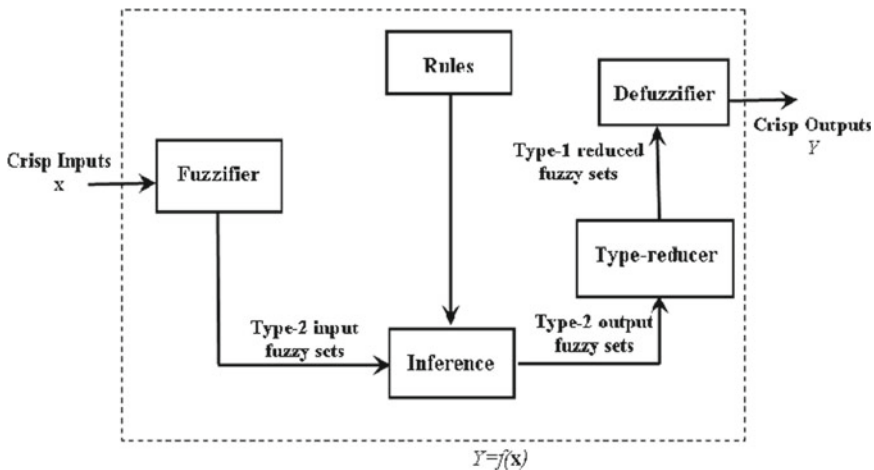 Rules
Defuzzifier
Crisp Outputs
Y
Type-1 reduced
fuzzy sets
Crisp Inputs
x
Fuzzifier
Type-reducer
Type-2 input
fuzzy sets
Inference
Type-2 output
fuzzy sets
Y=f(x)